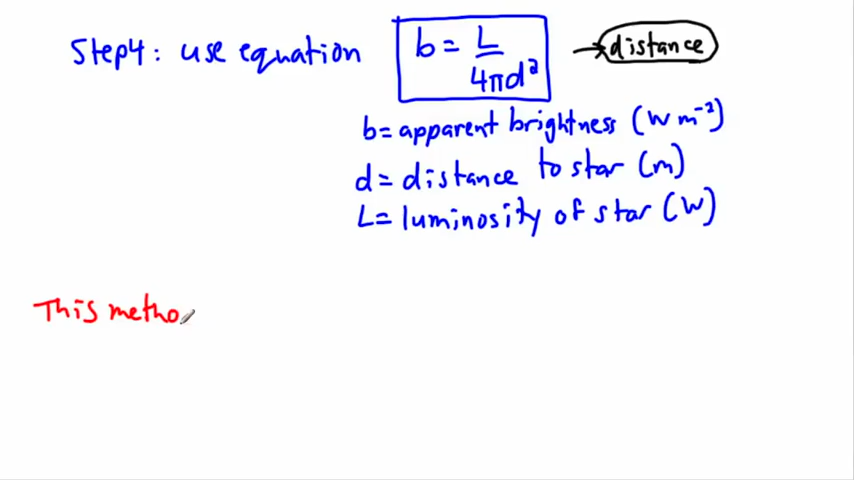 Step4: use equation b = L / 4πd² → distance
b = apparent brightness (W m⁻²)
d = distance to star (m)
L = luminosity of star (W)
This metho